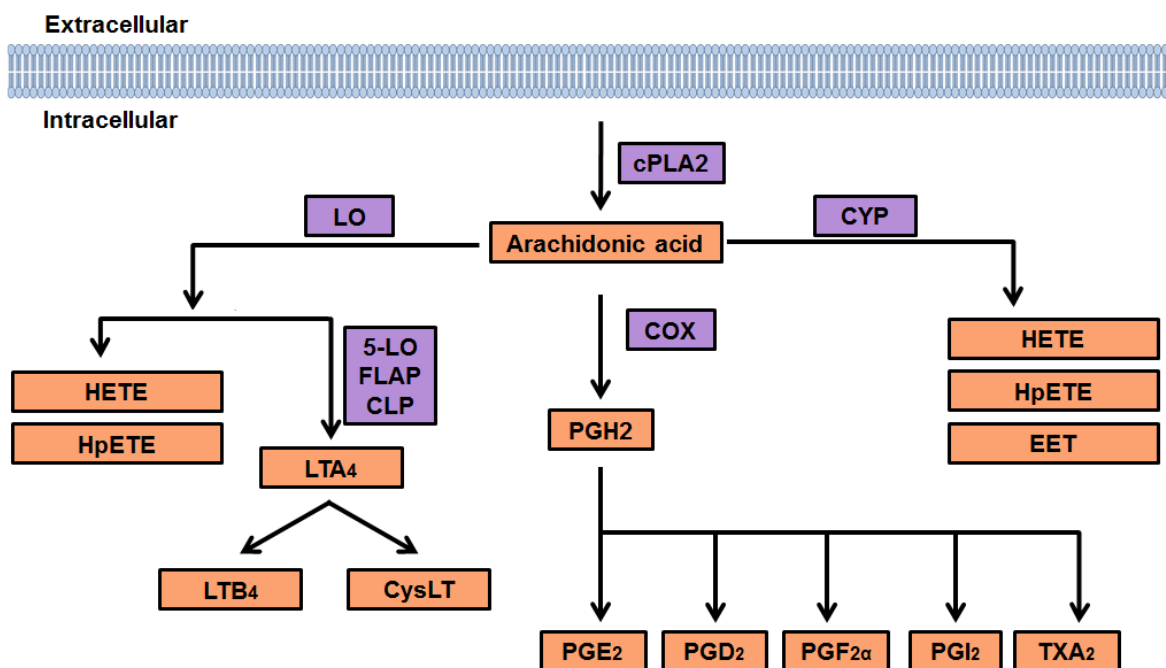 Extracellular
Intracellular
cPLA2
LO
CYP
Arachidonic acid
COX
5-LO
FLAP
CLP
HETE
HpETE
EET
HETE
HpETE
PGH2
LTA4
LTB4
CysLT
PGE2
PGD2
PGF2α
PGI2
TXA2